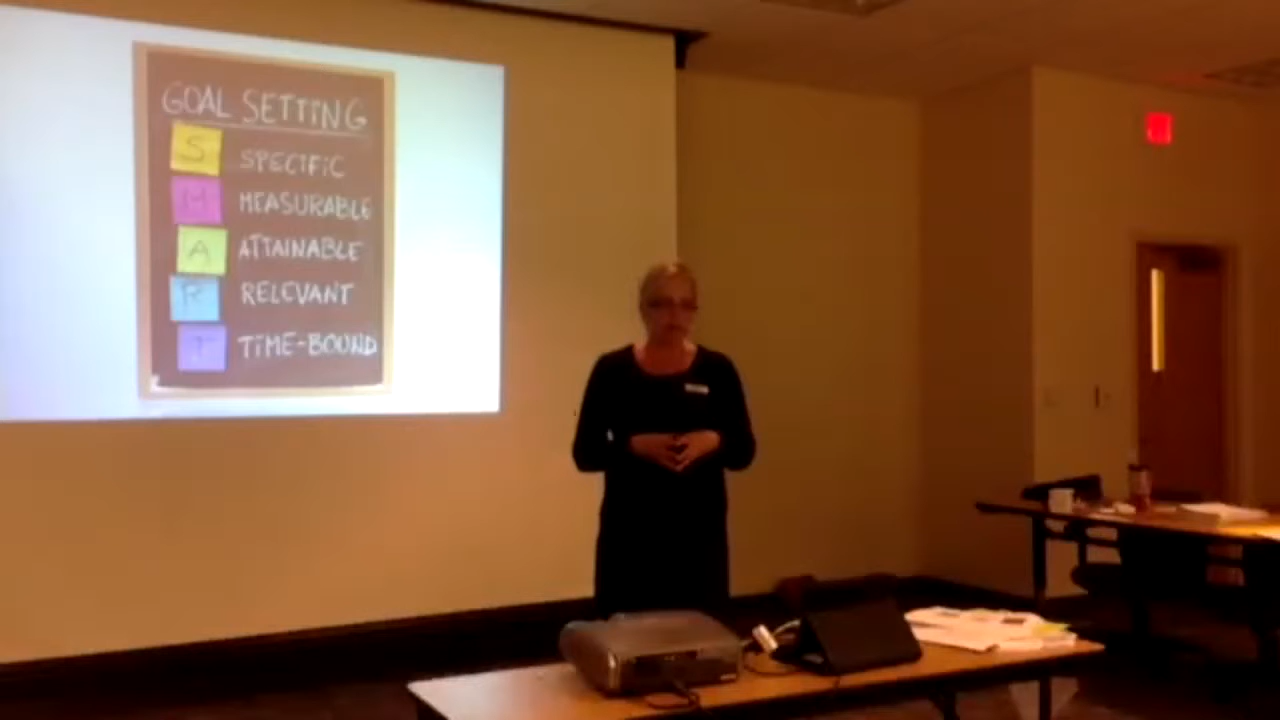 GOAL SETTING
S SPECIFIC
M MEASURABLE
A ATTAINABLE
R RELEVANT
T TIME-BOUND